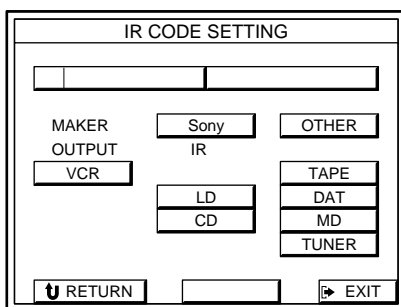 IR CODE SETTING
MAKER Sony OTHER
OUTPUT IR
VCR TAPE
LD DAT
CD MD
TUNER
RETURN EXIT